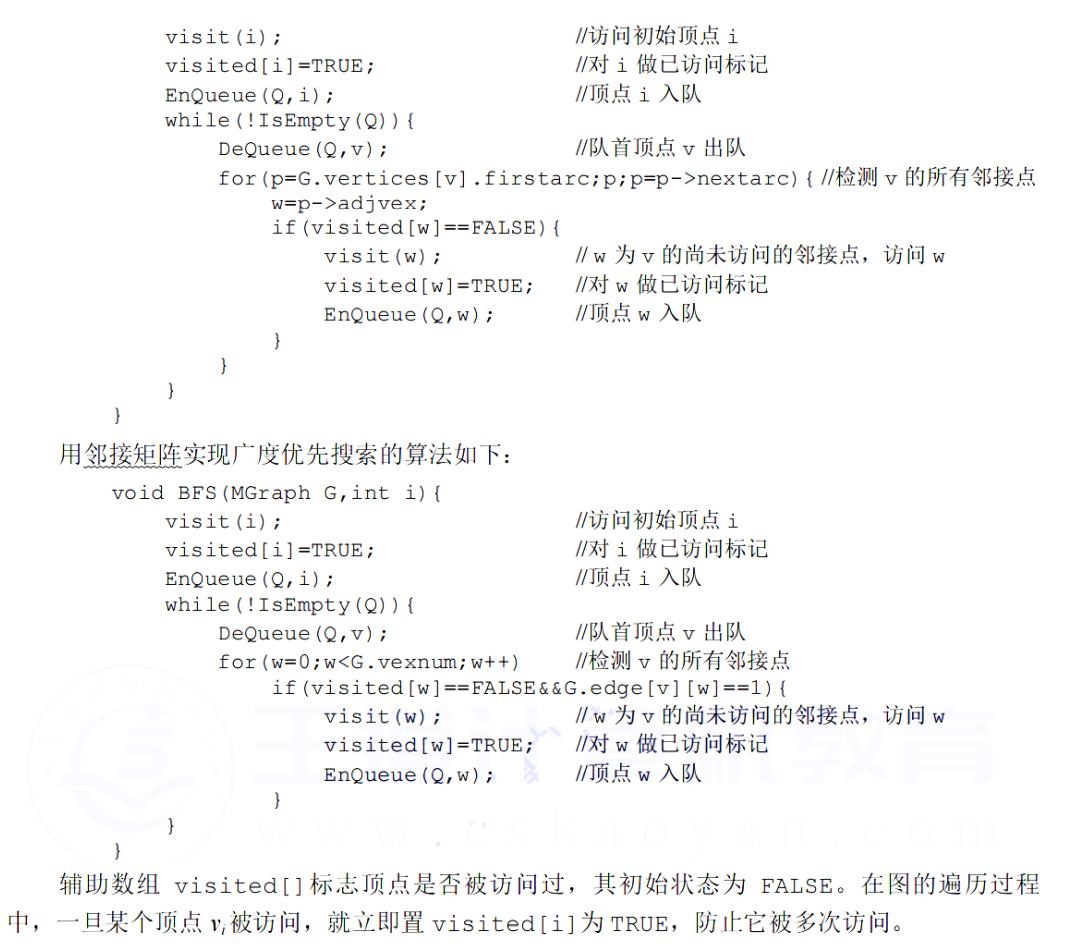 visit(i); //访问初始顶点 i
visited[i]=TRUE; //对 i 做已访问标记
EnQueue(Q,i); //顶点 i 入队
while(!IsEmpty(Q)){
DeQueue(Q,v); //队首顶点 v 出队
for(p=G.vertices[v].firstarc;p;p=p->nextarc){ //检测 v 的所有邻接点
w=p->adjvex;
if(visited[w]==FALSE){
visit(w); //w 为 v 的尚未访问的邻接点，访问 w
visited[w]=TRUE; //对 w 做已访问标记
EnQueue(Q,w); //顶点 w 入队
}
}
}
}
用邻接矩阵实现广度优先搜索的算法如下：
void BFS(MGraph G,int i){
visit(i); //访问初始顶点 i
visited[i]=TRUE; //对 i 做已访问标记
EnQueue(Q,i); //顶点 i 入队
while(!IsEmpty(Q)){
DeQueue(Q,v); //队首顶点 v 出队
for(w=0;w<G.vexnum;w++) //检测 v 的所有邻接点
if(visited[w]==FALSE&&G.edge[v][w]==1){
visit(w); //w 为 v 的尚未访问的邻接点，访问 w
visited[w]=TRUE; //对 w 做已访问标记
EnQueue(Q,w); //顶点 w 入队
}
}
}
王道计算机教育
www.cskaoyan.com
辅助数组 visited[]标志顶点是否被访问过，其初始状态为 FALSE。在图的遍历过程
中，一旦某个顶点 vi被访问，就立即置 visited[i]为 TRUE，防止它被多次访问。